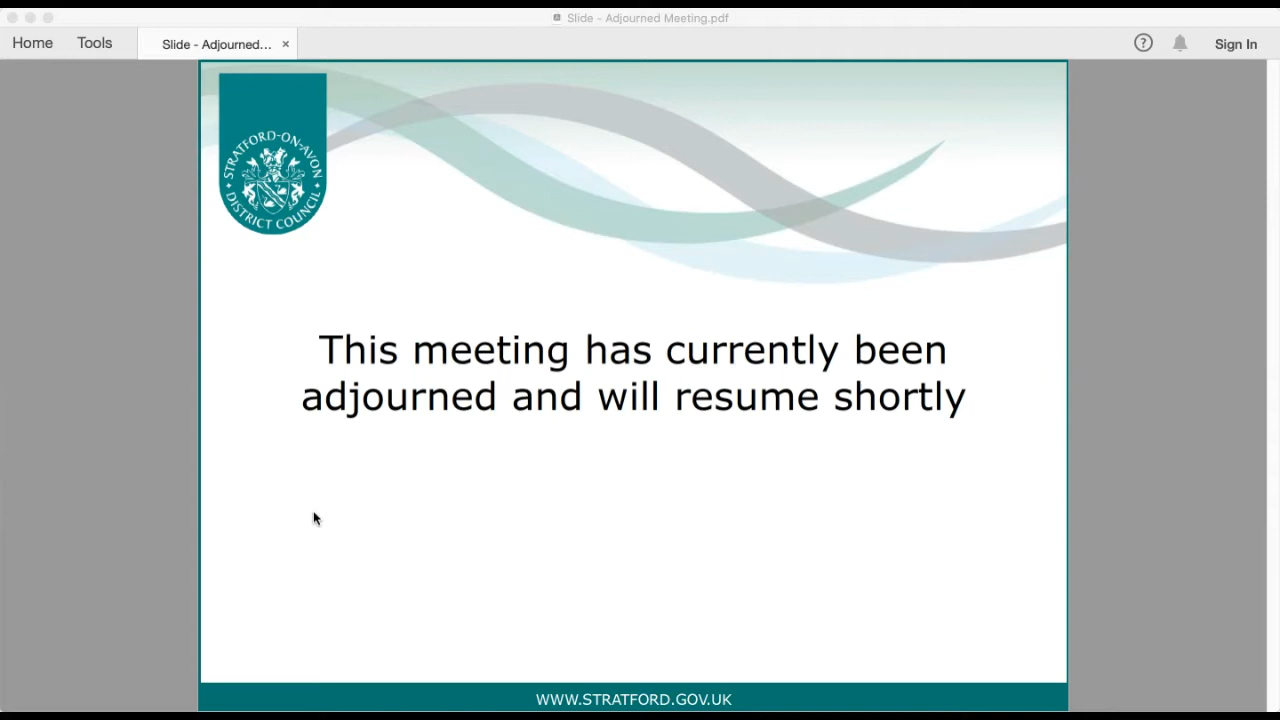 Slide - Adjourned Meeting.pdf
Home
Tools
Slide - Adjourned...
×
?
Sign In
STRATFORD-ON-AVON
DISTRICT COUNCIL
This meeting has currently been
adjourned and will resume shortly
WWW.STRATFORD.GOV.UK